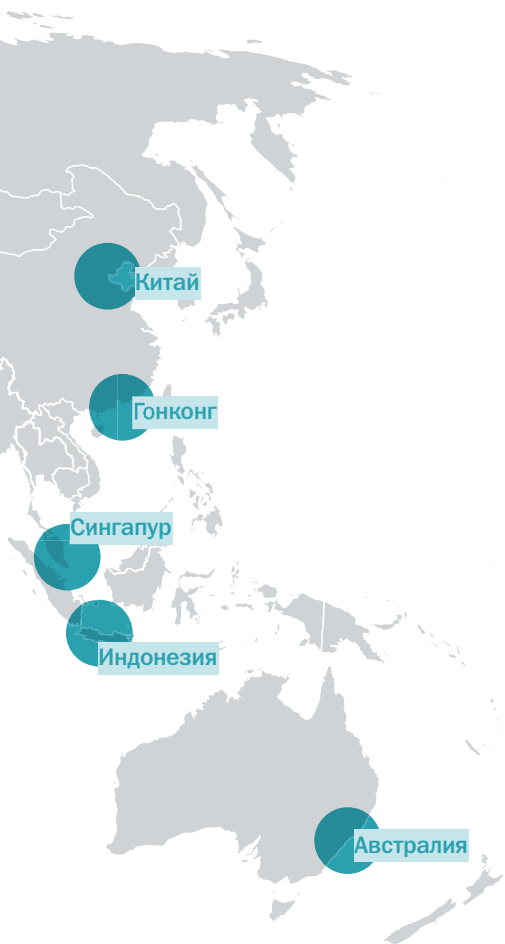 Китай
Гонконг
Сингапур
Индонезия
Австралия